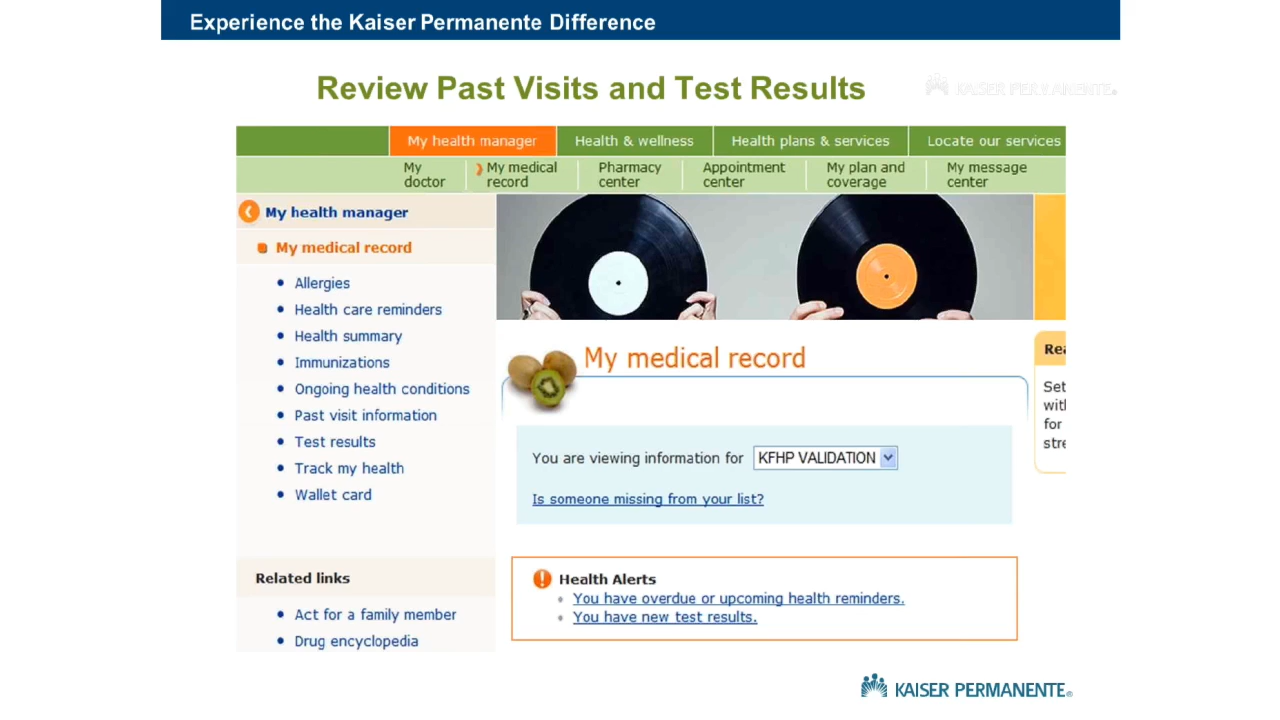 Experience the Kaiser Permanente Difference
Review Past Visits and Test Results
KAISER PERMANENTE®
My health manager
Health & wellness
Health plans & services
Locate our services
My doctor
My medical record
Pharmacy center
Appointment center
My plan and coverage
My message center
My health manager
My medical record
Allergies
Health care reminders
Health summary
Immunizations
Ongoing health conditions
Past visit information
Test results
Track my health
Wallet card
Related links
Act for a family member
Drug encyclopedia
My medical record
You are viewing information for KFHP VALIDATION
Is someone missing from your list?
Health Alerts
You have overdue or upcoming health reminders.
You have new test results.
Set
for
KAISER PERMANENTE®